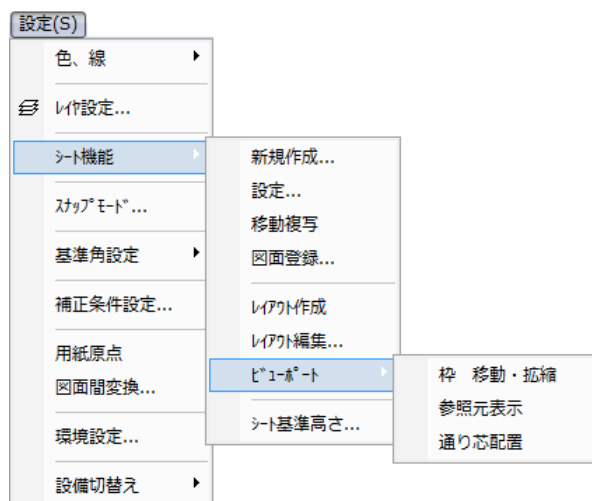 設定(S)
色、線
ﾚｲﾔ設定...
ｼｰﾄ機能
ｽﾅｯﾌﾟﾓｰﾄﾞ...
基準角設定
補正条件設定...
用紙原点
図面間変換...
環境設定...
設備切替え
新規作成...
設定...
移動複写
図面登録...
ﾚｲｱｳﾄ作成
ﾚｲｱｳﾄ編集...
ﾋﾞｭｰﾎﾟｰﾄ
ｼｰﾄ基準高さ...
枠　移動・拡縮
参照元表示
通り芯配置